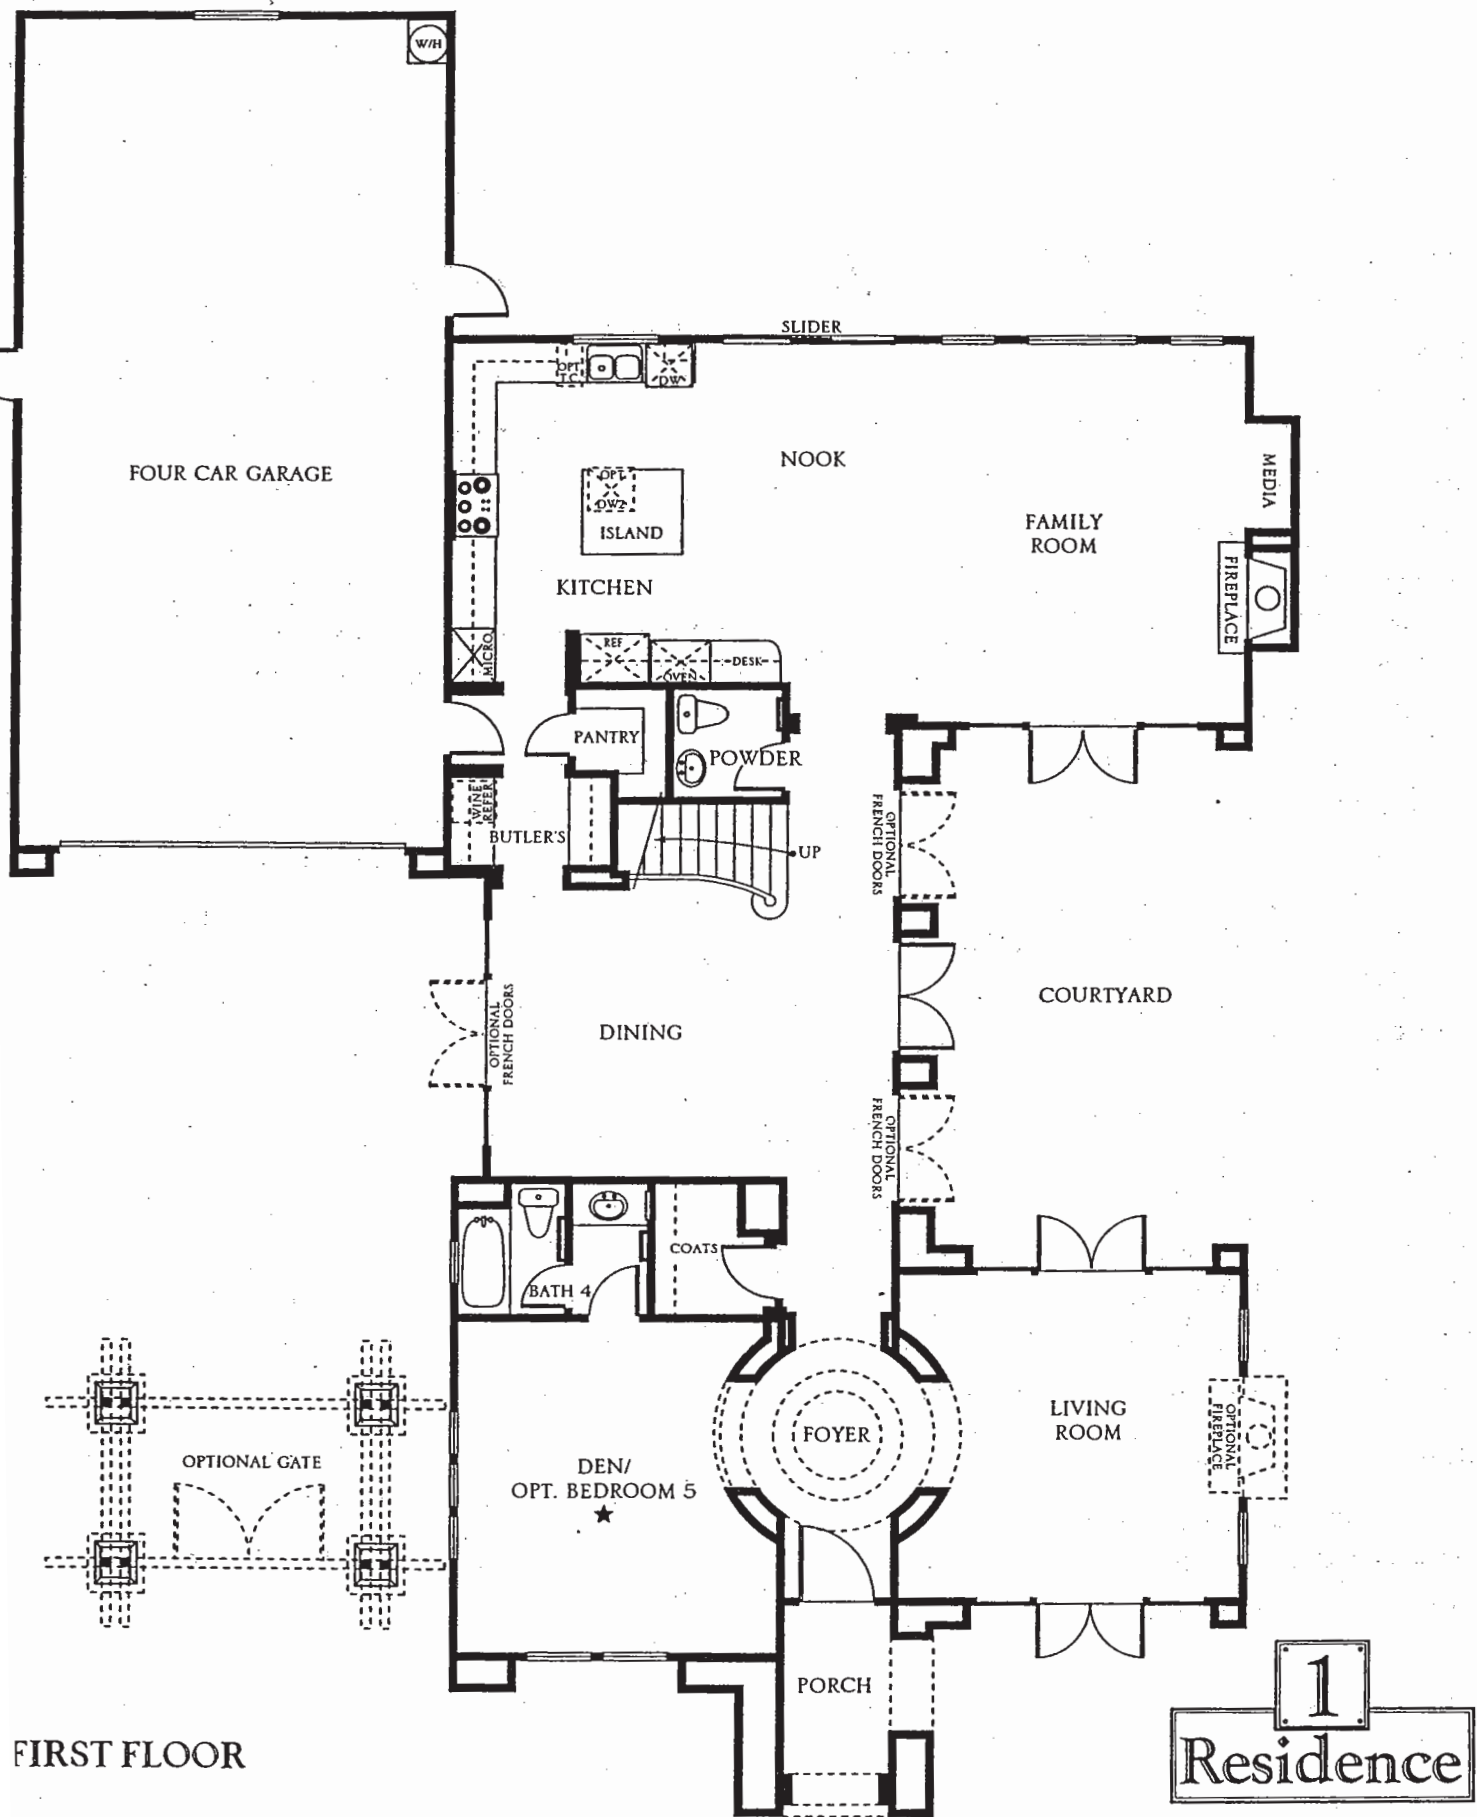 W/H
SLIDER
OPT
T.C.
DW
FOUR CAR GARAGE
NOOK
MEDIA
OPT
DW2
ISLAND
FAMILY
ROOM
KITCHEN
FIREPLACE
MICRO
REF
OVEN
DESK
PANTRY
POWDER
WINE
REFER
BUTLER'S
UP
OPTIONAL
FRENCH DOORS
COURTYARD
DINING
OPTIONAL
FRENCH DOORS
OPTIONAL
FRENCH DOORS
COATS
BATH 4
LIVING
ROOM
OPTIONAL
FIREPLACE
FOYER
OPTIONAL GATE
DEN/
OPT. BEDROOM 5
★
PORCH
FIRST FLOOR
1
Residence